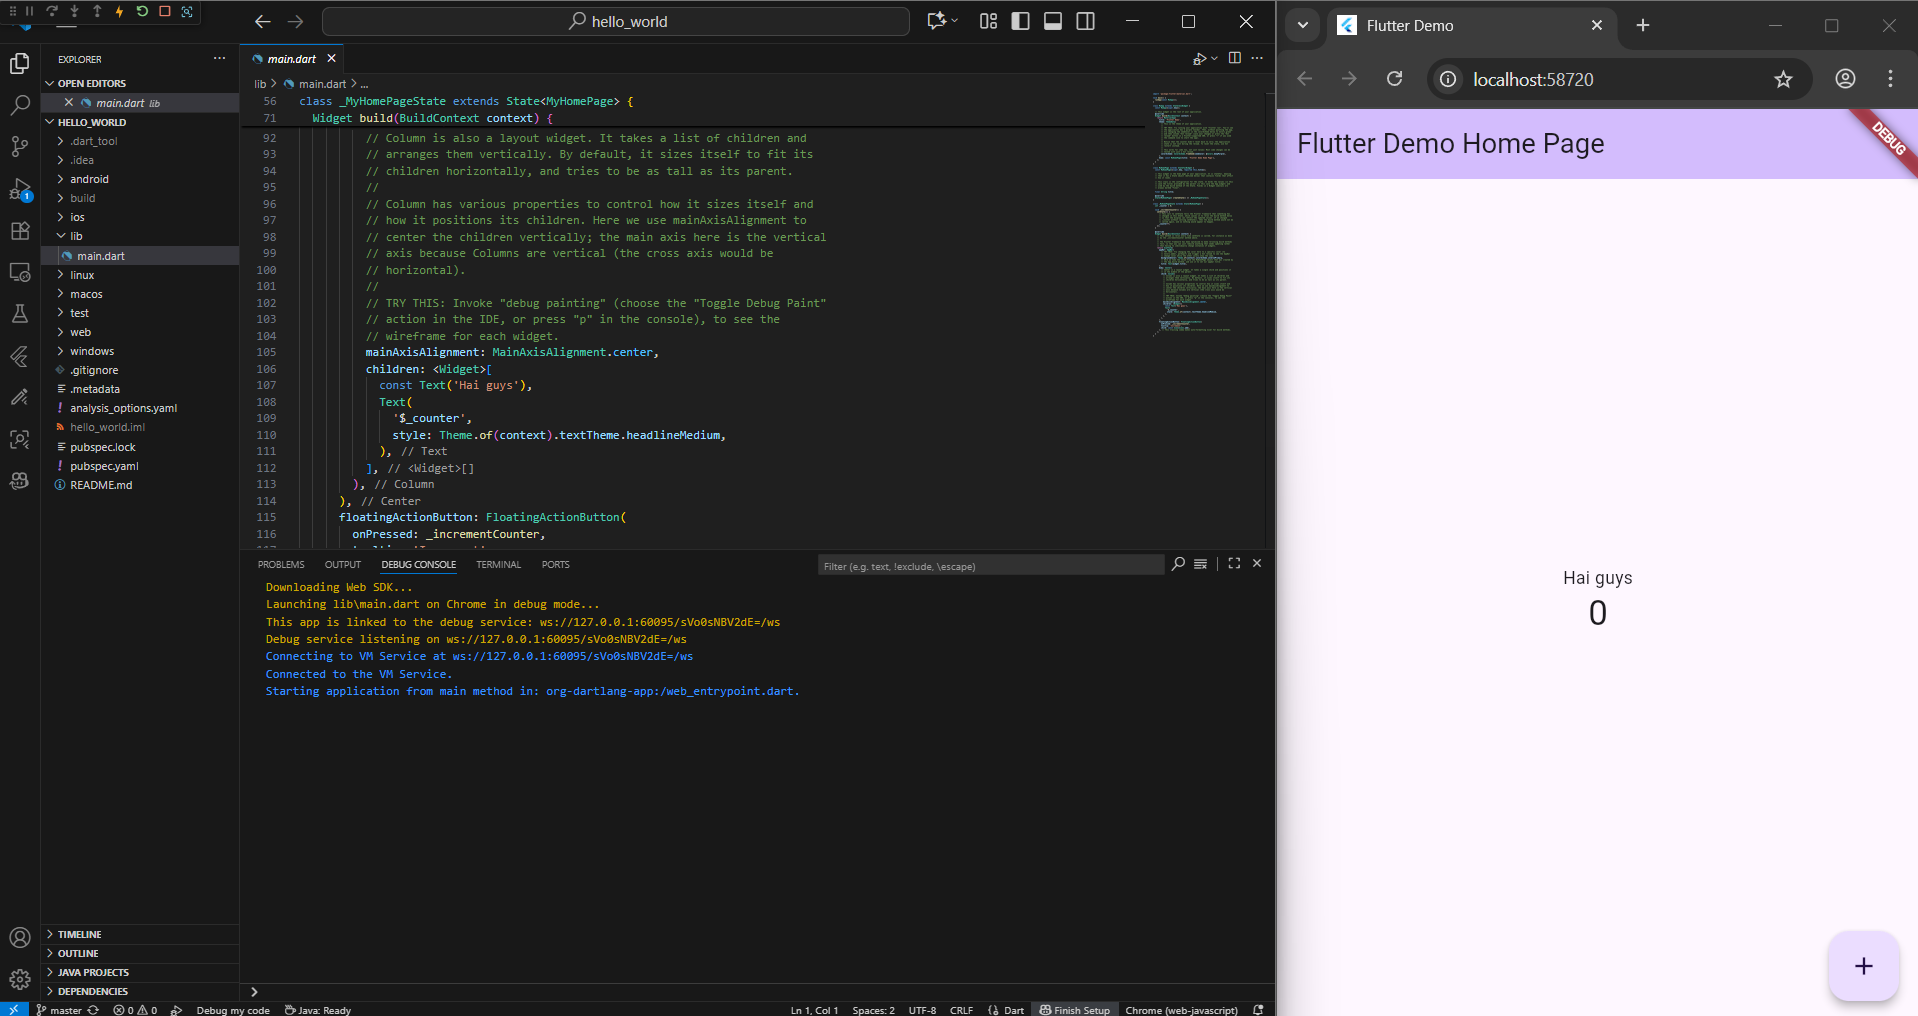 hello_world
EXPLORER
OPEN EDITORS
main.dart lib
HELLO_WORLD
.dart_tool
.idea
android
build
ios
lib
main.dart
linux
macos
test
web
windows
.gitignore
.metadata
analysis_options.yaml
hello_world.iml
pubspec.lock
pubspec.yaml
README.md
TIMELINE
OUTLINE
JAVA PROJECTS
DEPENDENCIES
1
main.dart
lib > main.dart > ...
56 class _MyHomePageState extends State<MyHomePage> {
71 Widget build(BuildContext context) {
92 // Column is also a layout widget. It takes a list of children and
93 // arranges them vertically. By default, it sizes itself to fit its
94 // children horizontally, and tries to be as tall as its parent.
95 //
96 // Column has various properties to control how it sizes itself and
97 // how it positions its children. Here we use mainAxisAlignment to
98 // center the children vertically; the main axis here is the vertical
99 // axis because Columns are vertical (the cross axis would be
100 // horizontal).
101 //
102 // TRY THIS: Invoke "debug painting" (choose the "Toggle Debug Paint"
103 // action in the IDE, or press "p" in the console), to see the
104 // wireframe for each widget.
105 mainAxisAlignment: MainAxisAlignment.center,
106 children: <Widget>[
107 const Text('Hai guys'),
108 Text(
109 '$_counter',
110 style: Theme.of(context).textTheme.headlineMedium,
111 ), // Text
112 ], // <Widget>[]
113 ), // Column
114 ), // Center
115 floatingActionButton: FloatingActionButton(
116 onPressed: _incrementCounter,
PROBLEMS OUTPUT DEBUG CONSOLE TERMINAL PORTS
Filter (e.g. text, !exclude, \escape)
Downloading Web SDK...
Launching lib\main.dart on Chrome in debug mode...
This app is linked to the debug service: ws://127.0.0.1:60095/sVo0sNBV2dE=/ws
Debug service listening on ws://127.0.0.1:60095/sVo0sNBV2dE=/ws
Connecting to VM Service at ws://127.0.0.1:60095/sVo0sNBV2dE=/ws
Connected to the VM Service.
Starting application from main method in: org-dartlang-app:/web_entrypoint.dart.
master 0 0 Debug my code Java: Ready
Ln 1, Col 1 Spaces: 2 UTF-8 CRLF {} Dart Finish Setup Chrome (web-javascript)
Flutter Demo
localhost:58720
Flutter Demo Home Page
DEBUG
Hai guys
0